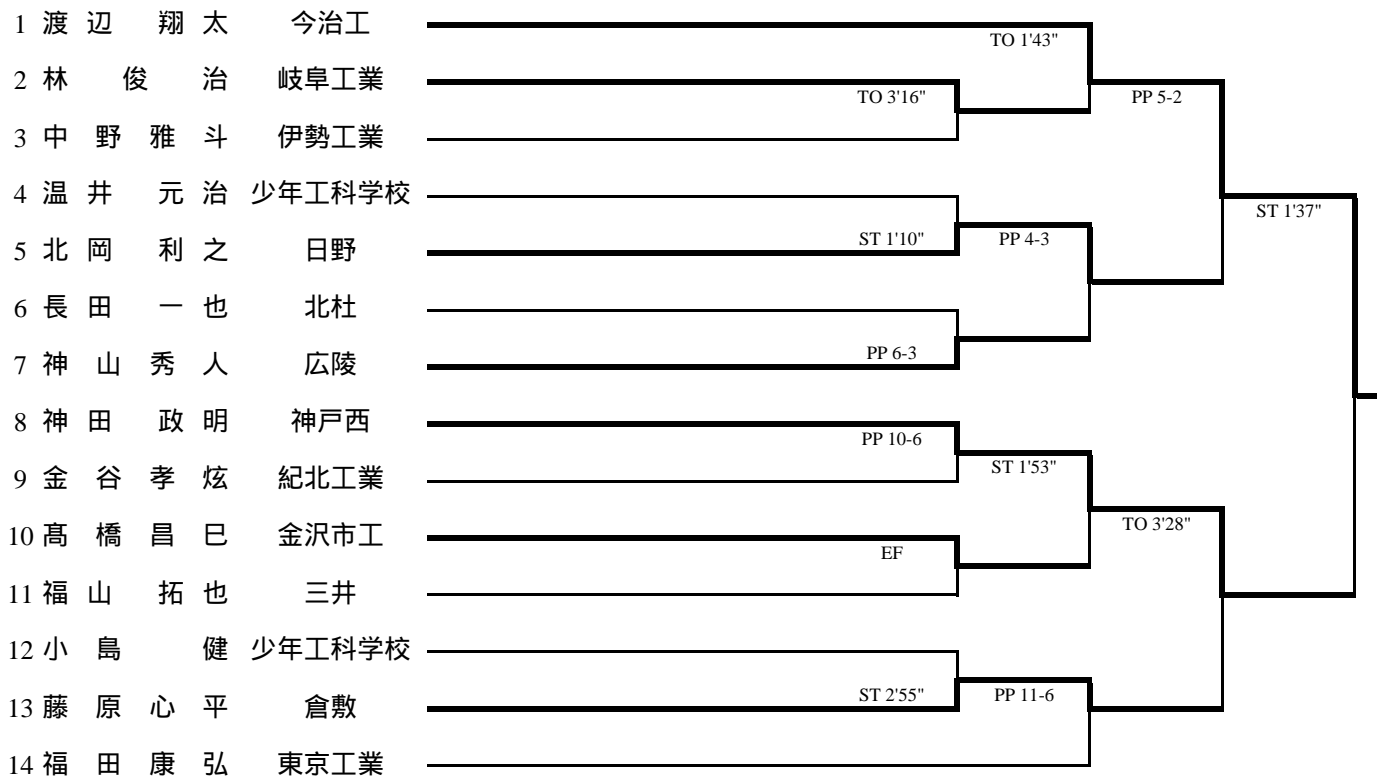 1 渡辺 翔太 今治工
TO 1'43"
2 林 俊 治 岐阜工業
TO 3'16" PP 5-2
3 中野雅斗 伊勢工業
4 温井 元治 少年工科学校
ST 1'37"
5 北岡 利之 日野
ST 1'10" PP 4-3
6 長田 一也 北杜
7 神山秀人 広陵
PP 6-3
8 神田 政明 神戸西
PP 10-6
9 金谷孝炫 紀北工業
ST 1'53"
10 髙橋昌巳 金沢市工
EF TO 3'28"
11 福山 拓也 三井
12 小島 健 少年工科学校
13 藤原心平 倉敷
ST 2'55" PP 11-6
14 福田康弘 東京工業